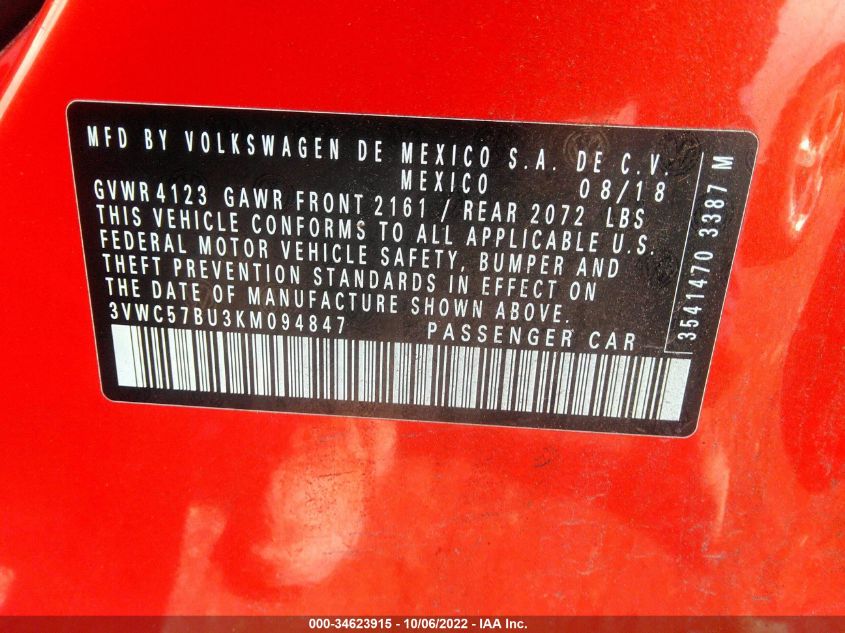 MFD BY VOLKSWAGEN DE MEXICO S.A. DE C.V.
MEXICO 08/18
GVWR 4123 GAWR FRONT 2161 / REAR 2072 LBS
THIS VEHICLE CONFORMS TO ALL APPLICABLE U.S.
FEDERAL MOTOR VEHICLE SAFETY, BUMPER AND
THEFT PREVENTION STANDARDS IN EFFECT ON
THE DATE OF MANUFACTURE SHOWN ABOVE.
3VWC57BU3KM094847 PASSENGER CAR
3541470 3387 M
000-34623915 - 10/06/2022 - IAA Inc.